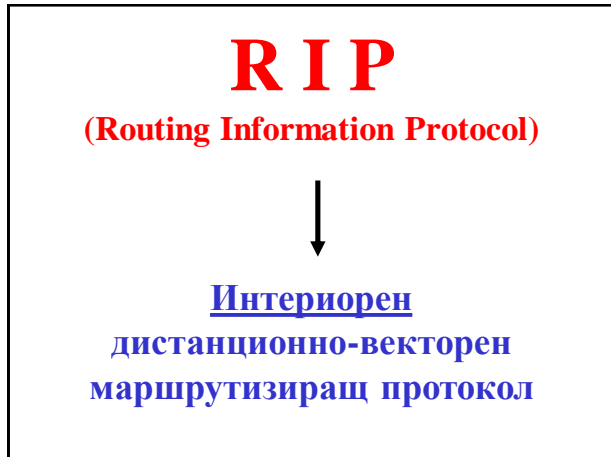 R I P
(Routing Information Protocol)
Интериорен
дистанционно-векторен
маршрутизиращ протокол